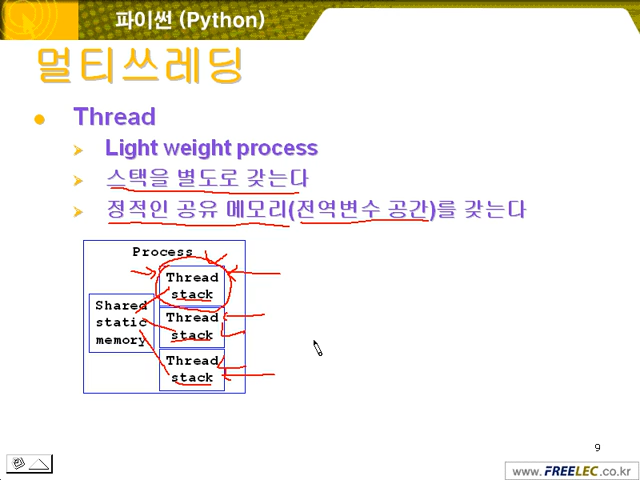 파이썬 (Python)
멀티쓰레딩
Thread
Light weight process
스택을 별도로 갖는다
정적인 공유 메모리(전역변수 공간)를 갖는다
Process
Thread
stack
Shared
static
memory
Thread
stack
Thread
stack
9
www.FREELEC.co.kr